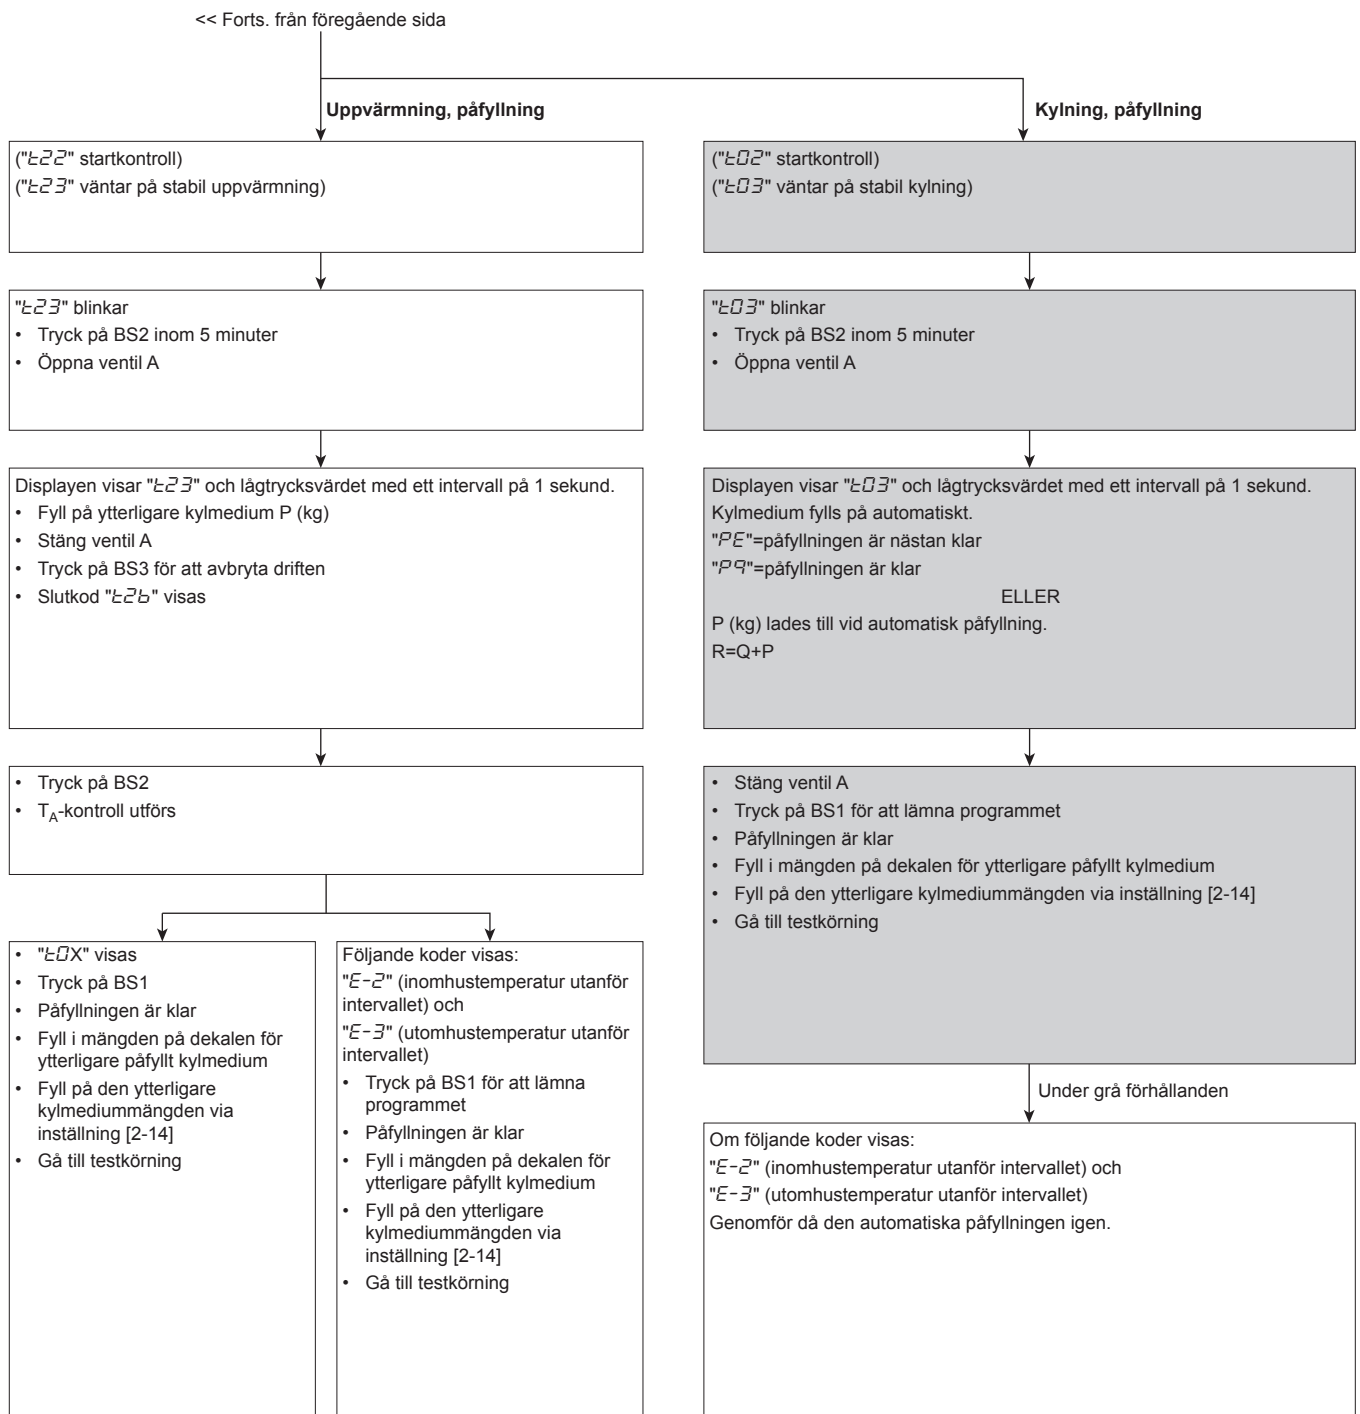 << Forts. från föregående sida
Uppvärmning, påfyllning
("t22" startkontroll)
("t23" väntar på stabil uppvärmning)
"t23" blinkar
• Tryck på BS2 inom 5 minuter
• Öppna ventil A
Displayen visar "t23" och lågtrycksvärdet med ett intervall på 1 sekund.
• Fyll på ytterligare kylmedium P (kg)
• Stäng ventil A
• Tryck på BS3 för att avbryta driften
• Slutkod "t26" visas
• Tryck på BS2
• TA-kontroll utförs
• "t0X" visas
• Tryck på BS1
• Påfyllningen är klar
• Fyll i mängden på dekalen för
ytterligare påfyllt kylmedium
• Fyll på den ytterligare
kylmediummängden via
inställning [2-14]
• Gå till testkörning
Följande koder visas:
"E-2" (inomhustemperatur utanför
intervallet) och
"E-3" (utomhustemperatur utanför
intervallet)
• Tryck på BS1 för att lämna
programmet
• Påfyllningen är klar
• Fyll i mängden på dekalen för
ytterligare påfyllt kylmedium
• Fyll på den ytterligare
kylmediummängden via
inställning [2-14]
• Gå till testkörning
Kylning, påfyllning
("t02" startkontroll)
("t03" väntar på stabil kylning)
"t03" blinkar
• Tryck på BS2 inom 5 minuter
• Öppna ventil A
Displayen visar "t03" och lågtrycksvärdet med ett intervall på 1 sekund.
Kylmedium fylls på automatiskt.
"PE"=påfyllningen är nästan klar
"P9"=påfyllningen är klar
ELLER
P (kg) lades till vid automatisk påfyllning.
R=Q+P
• Stäng ventil A
• Tryck på BS1 för att lämna programmet
• Påfyllningen är klar
• Fyll i mängden på dekalen för ytterligare påfyllt kylmedium
• Fyll på den ytterligare kylmediummängden via inställning [2-14]
• Gå till testkörning
Under grå förhållanden
Om följande koder visas:
"E-2" (inomhustemperatur utanför intervallet) och
"E-3" (utomhustemperatur utanför intervallet)
Genomför då den automatiska påfyllningen igen.